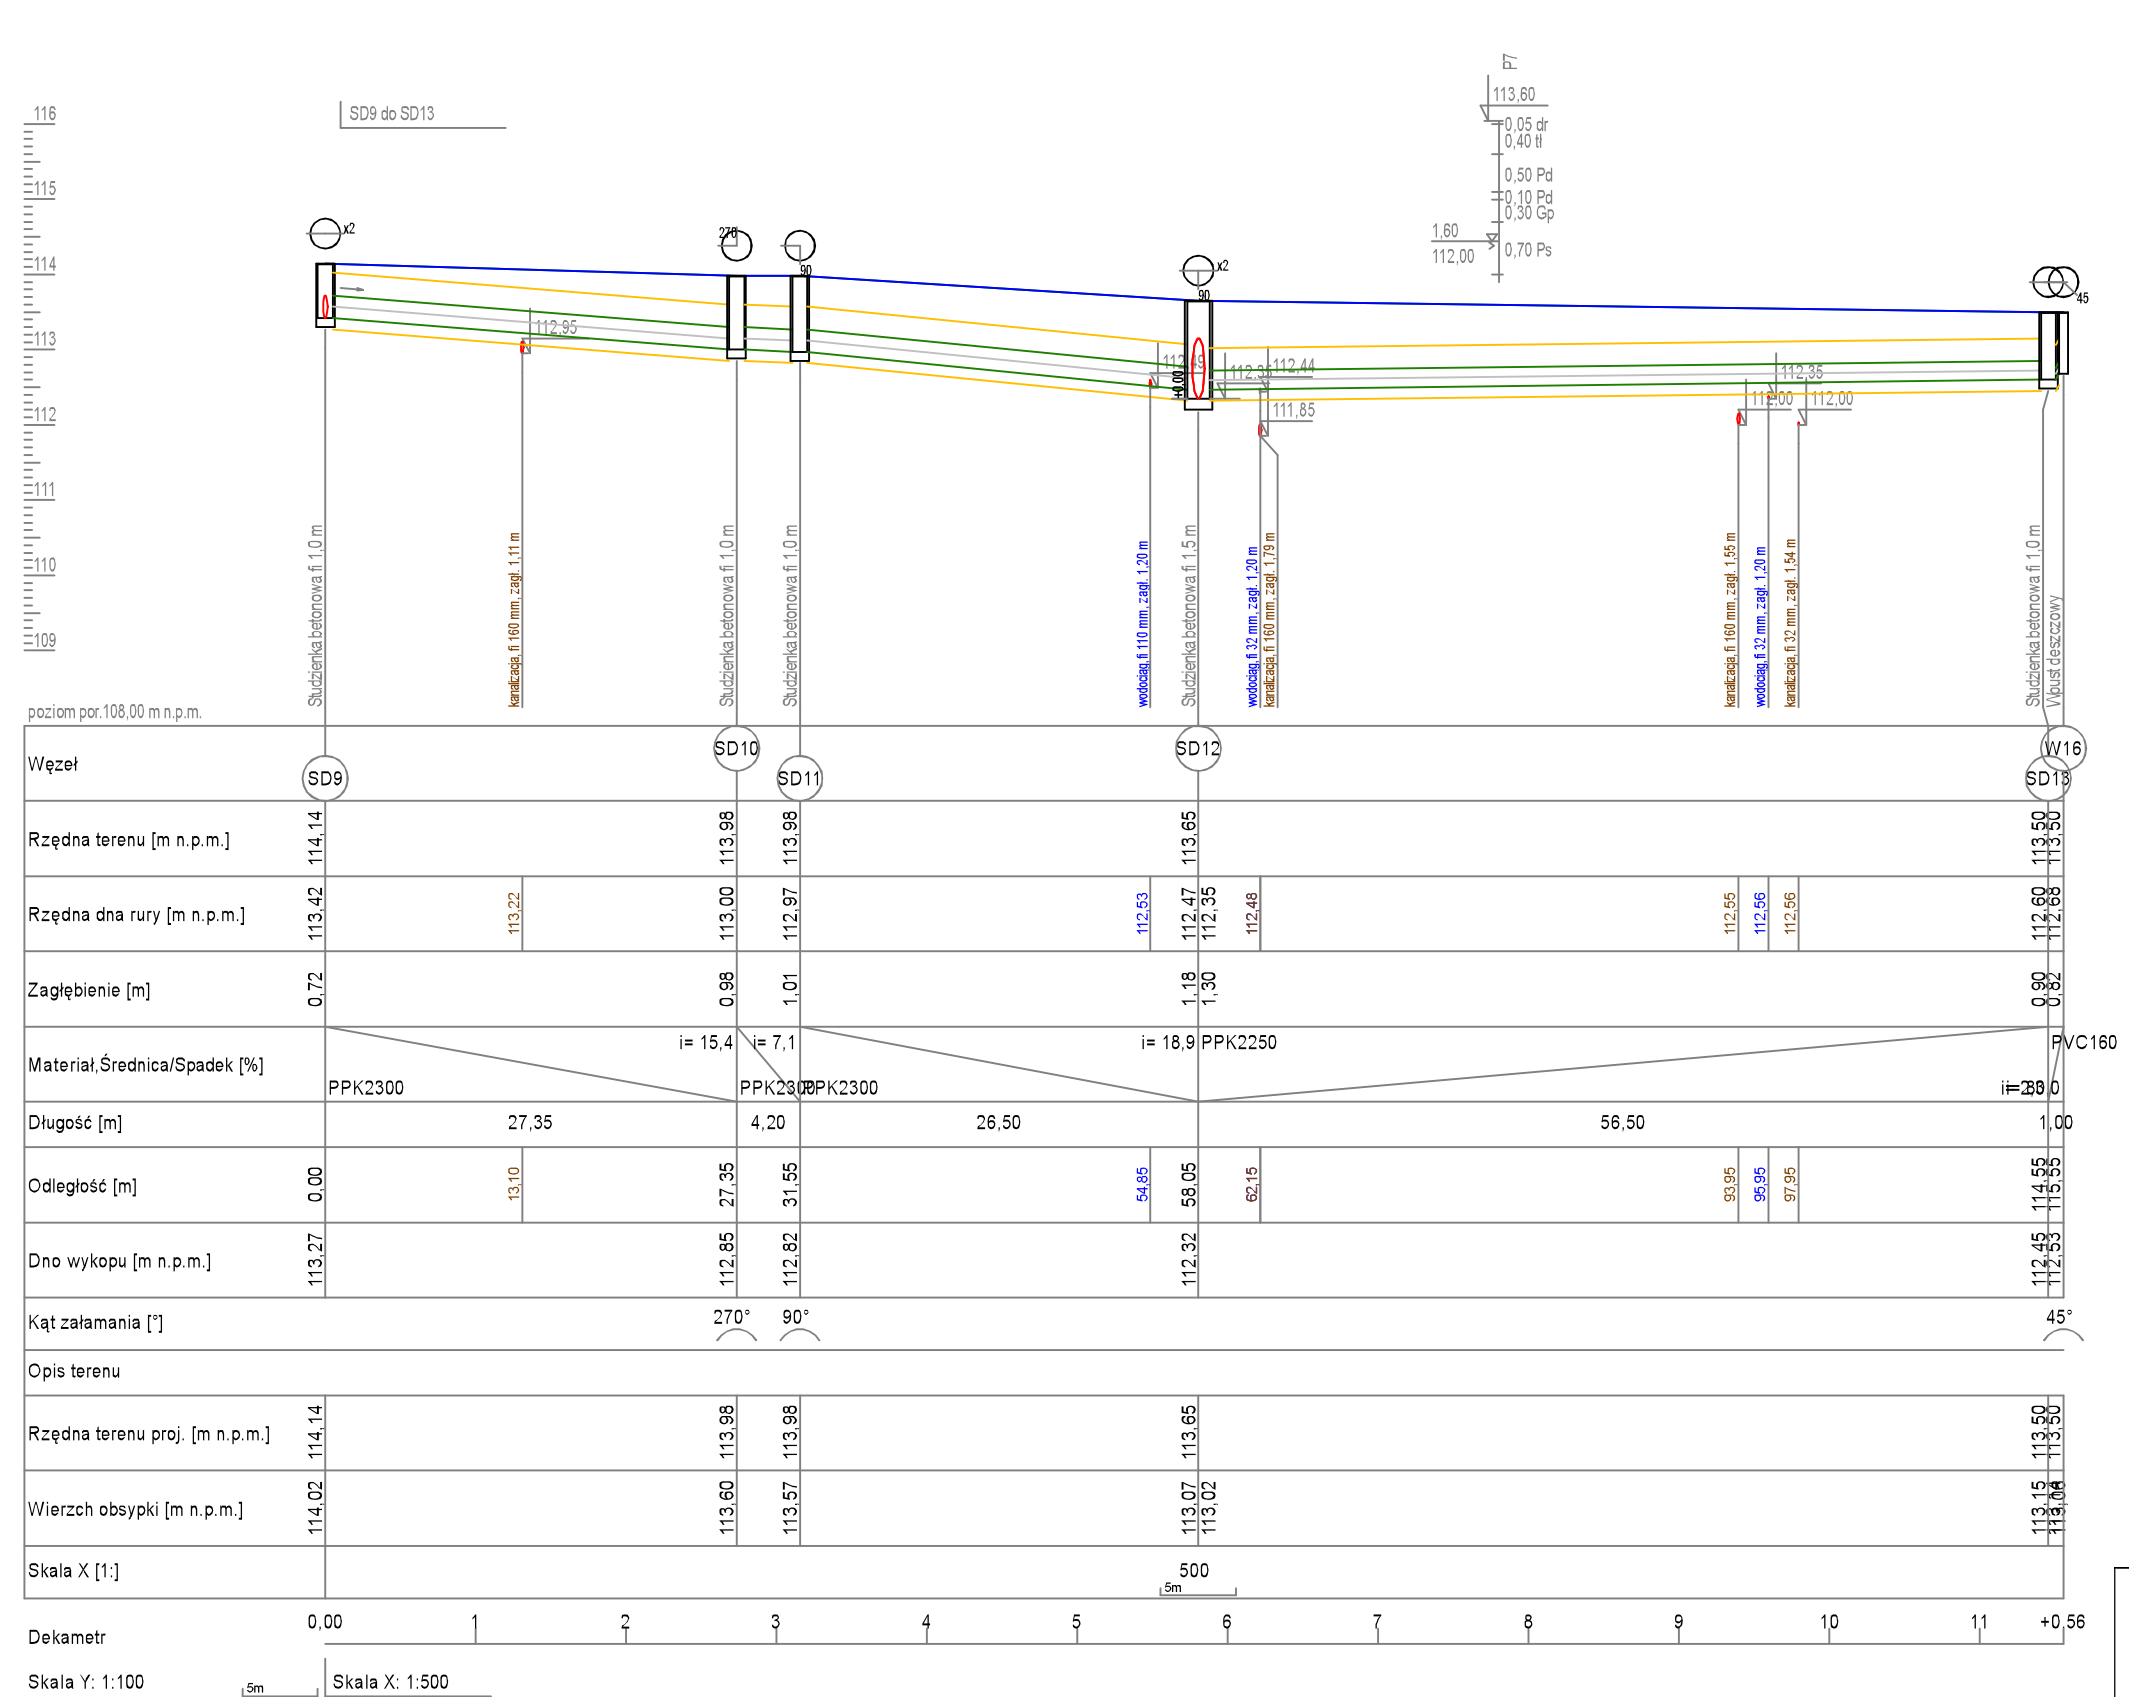 P7
113,60
0,05 dr
0,40 tł
0,50 Pd
0,10 Pd
0,30 Gp
0,70 Ps
1,60
112,00
SD9 do SD13
116
115
114
113
112
111
110
109
x2
270
90
x2
90
45
112,95
112,49
±0,00
112,35
112,44
111,85
112,00
112,35
112,00
Studzienka betonowa fi 1,0 m
kanalizacja, fi 160 mm, zagł. 1,11 m
Studzienka betonowa fi 1,0 m
Studzienka betonowa fi 1,0 m
wodociąg, fi 110 mm, zagł. 1,20 m
Studzienka betonowa fi 1,5 m
wodociąg, fi 32 mm, zagł. 1,20 m
kanalizacja, fi 160 mm, zagł. 1,79 m
kanalizacja, fi 160 mm, zagł. 1,55 m
wodociąg, fi 32 mm, zagł. 1,20 m
kanalizacja, fi 32 mm, zagł. 1,54 m
Studzienka betonowa fi 1,0 m
Wpust deszczowy
poziom por.108,00 m n.p.m.
Węzeł
SD9 SD10 SD11 SD12 SD13 W16
Rzędna terenu [m n.p.m.]
114,14 113,98 113,98 113,65 113,50 113,50
Rzędna dna rury [m n.p.m.]
113,42 113,22 113,00 112,97 112,53 112,47 112,35 112,48 112,55 112,56 112,56 112,60 112,68
Zagłębienie [m]
0,72 0,98 1,01 1,18 1,30 0,90 0,82
Materiał,Średnica/Spadek [%]
i= 15,4 i= 7,1 i= 18,9 PPK2250 PVC160
PPK2300 PPK2300 PPK2300
Długość [m]
27,35 4,20 26,50 56,50 1,00
Odległość [m]
0,00 13,10 27,35 31,55 54,85 58,05 62,15 93,95 95,95 97,95 114,55 115,55
Dno wykopu [m n.p.m.]
113,27 112,85 112,82 112,32 112,45 112,53
Kąt załamania [°]
270° 90° 45°
Opis terenu
Rzędna terenu proj. [m n.p.m.]
114,14 113,98 113,98 113,65 113,50 113,50
Wierzch obsypki [m n.p.m.]
114,02 113,60 113,57 113,07 113,02 113,15
Skala X [1:]
500
5m
Dekametr
0,00 1 2 3 4 5 6 7 8 9 10 11 +0,56
Skala Y: 1:100
5m
Skala X: 1:500